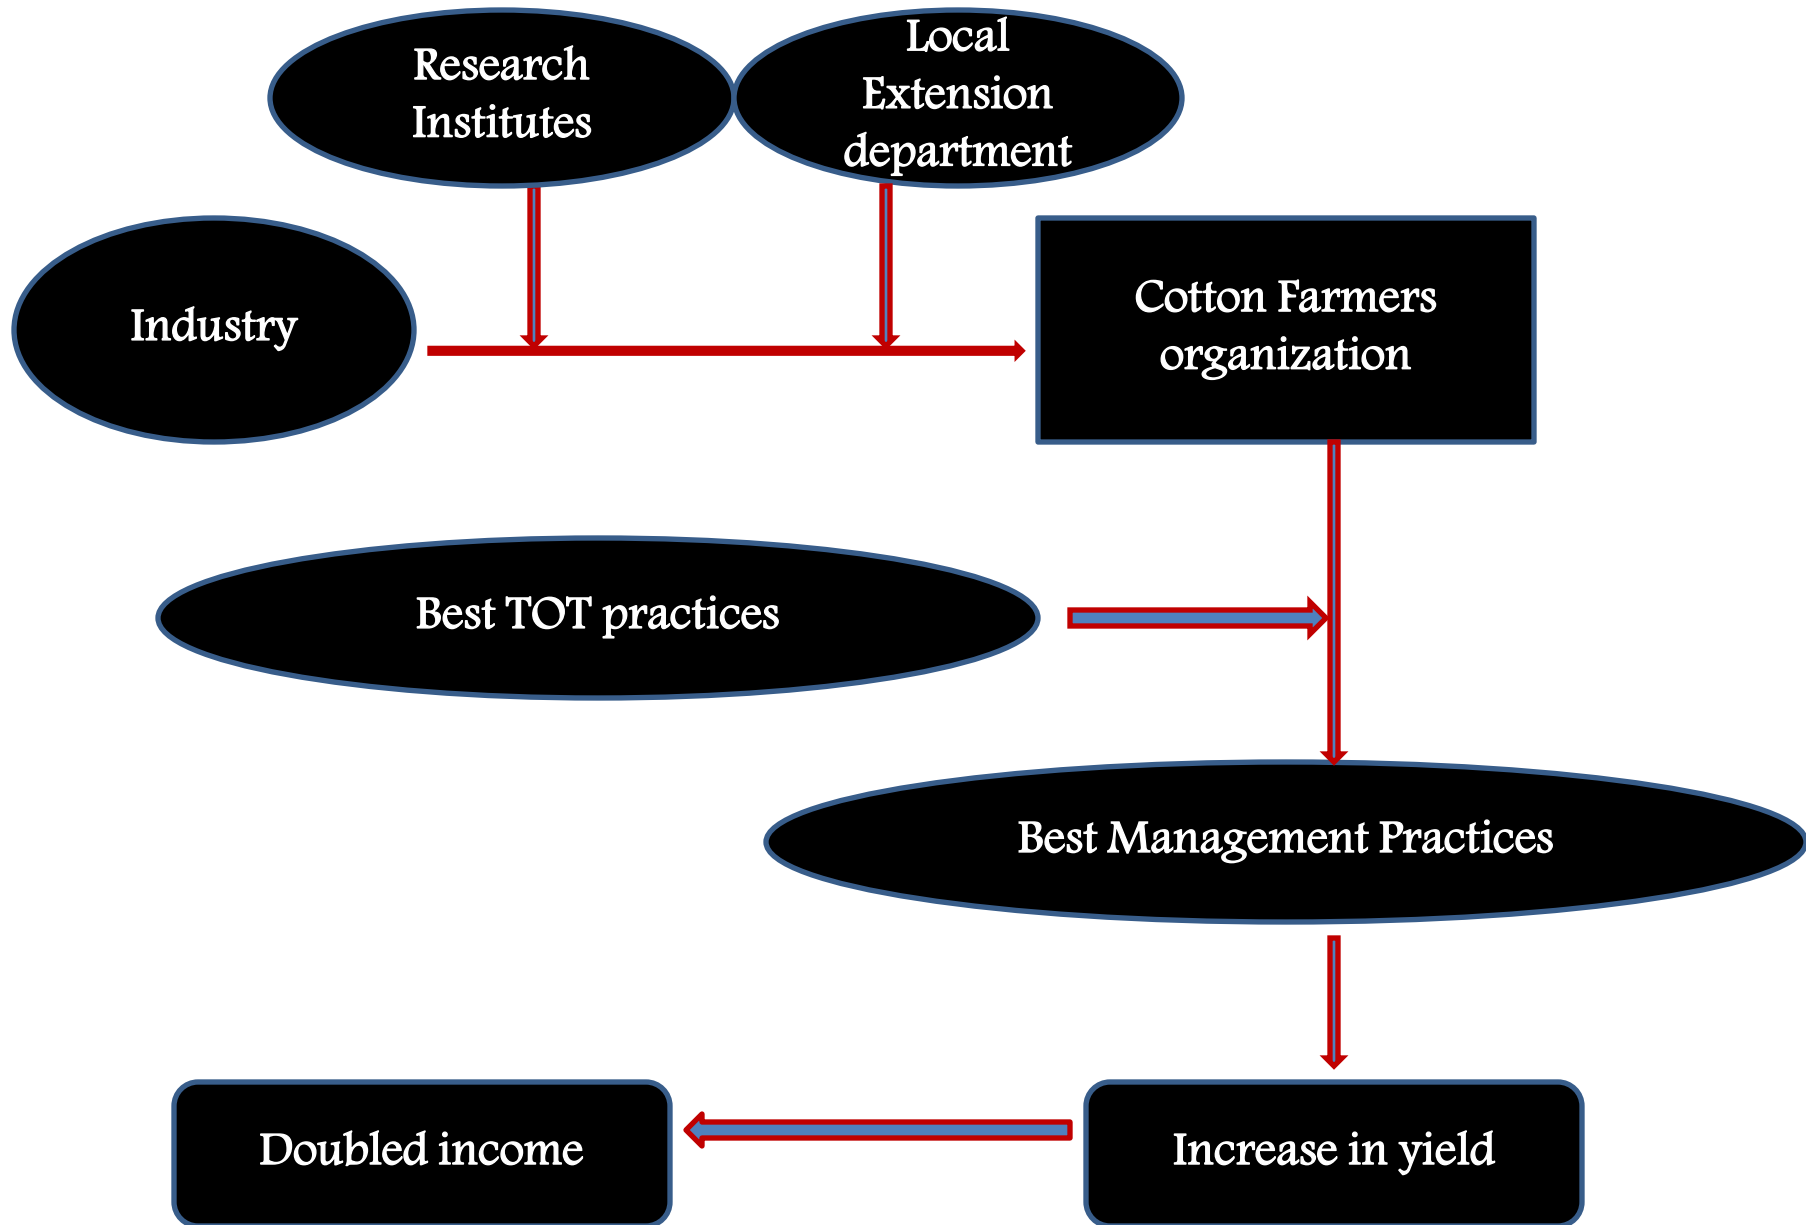 Research
Institutes
Local
Extension
department
Industry
Cotton Farmers
organization
Best TOT practices
Best Management Practices
Doubled income
Increase in yield